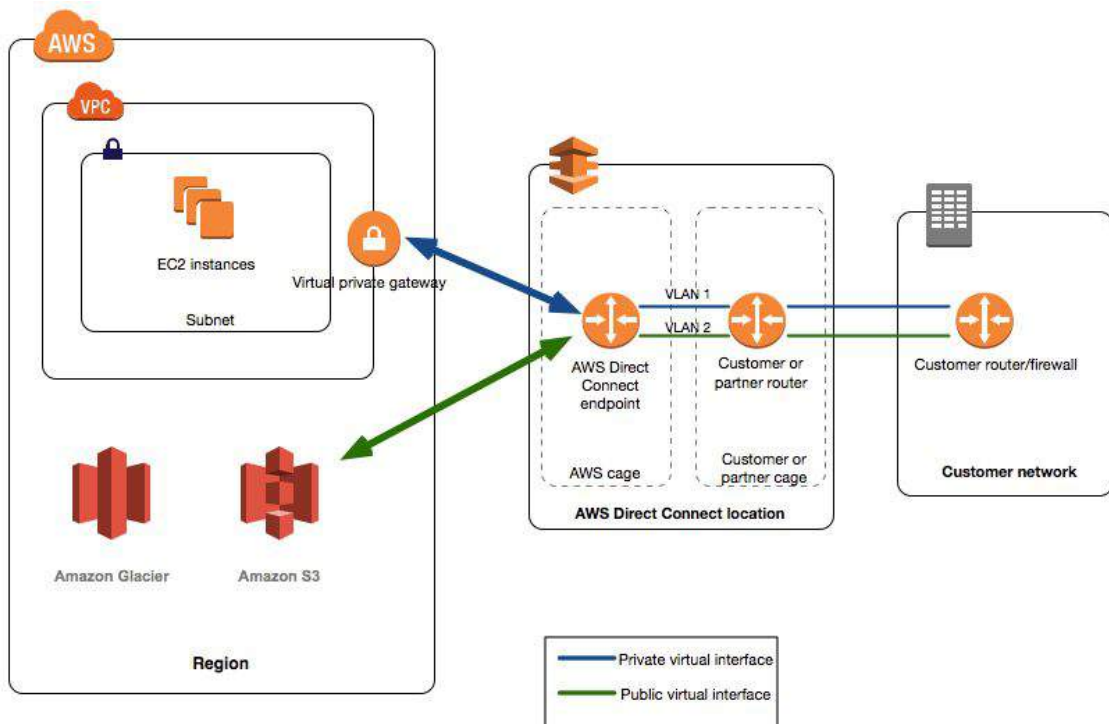 AWS
VPC
EC2 instances
Virtual private gateway
Subnet
VLAN 1
VLAN 2
AWS Direct
Connect
endpoint
Customer or
partner router
Customer router/firewall
AWS cage
Customer or
partner cage
Customer network
AWS Direct Connect location
Amazon Glacier
Amazon S3
Region
Private virtual interface
Public virtual interface